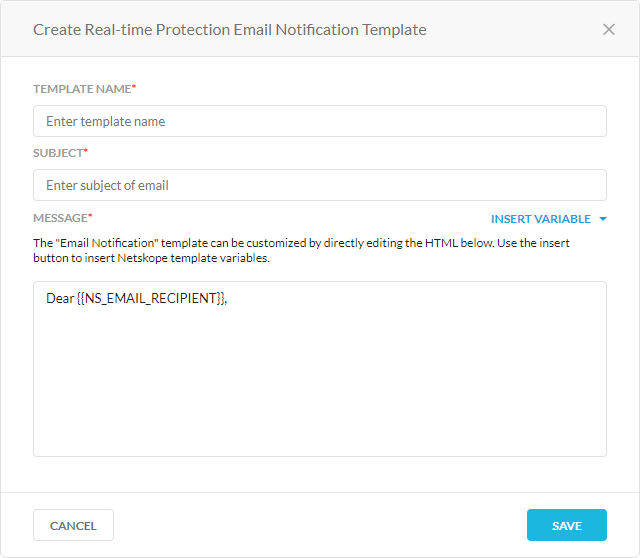 Create Real-time Protection Email Notification Template
TEMPLATE NAME*
Enter template name
SUBJECT*
Enter subject of email
MESSAGE*
INSERT VARIABLE
The "Email Notification" template can be customized by directly editing the HTML below. Use the insert
button to insert Netskope template variables.
Dear {{NS_EMAIL_RECIPIENT}},
CANCEL
SAVE